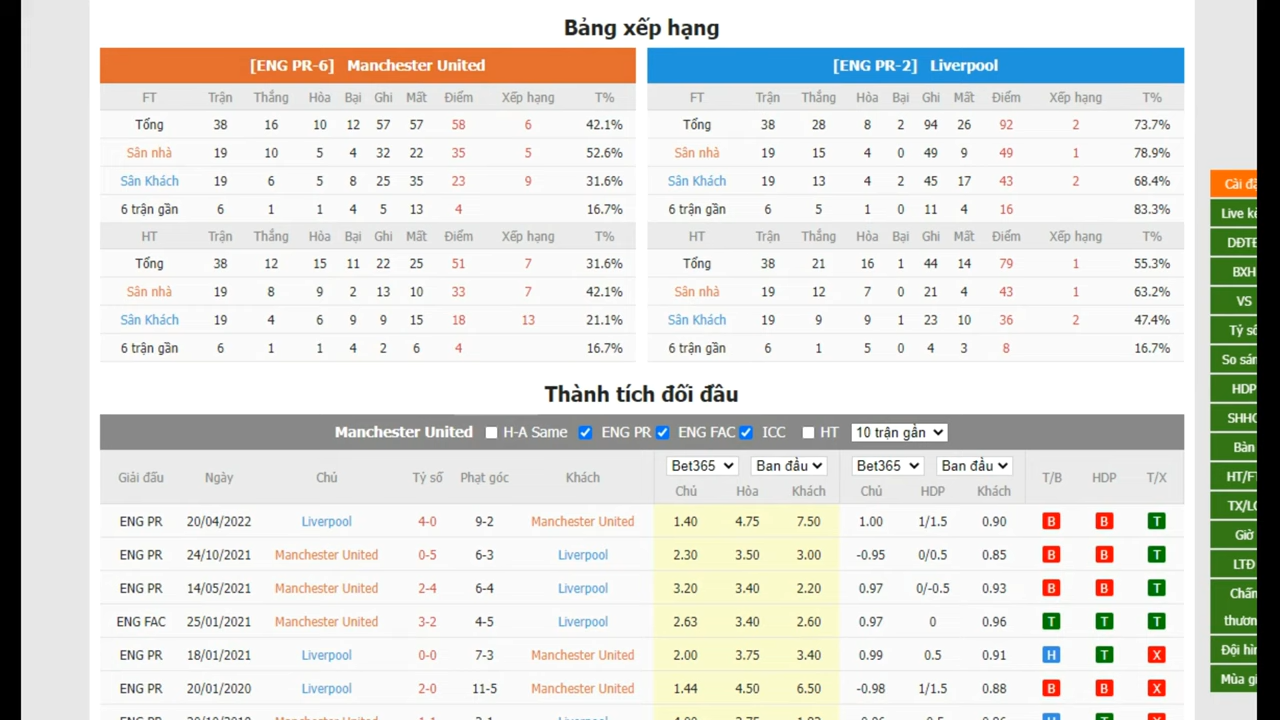 Bảng xếp hạng
[ENG PR-6] Manchester United
FT Trận Thắng Hòa Bại Ghi Mất Điểm Xếp hạng T%
Tổng 38 16 10 12 57 57 58 6 42.1%
Sân nhà 19 10 5 4 32 22 35 5 52.6%
Sân Khách 19 6 5 8 25 35 23 9 31.6%
6 trận gần 6 1 1 4 5 13 4 16.7%
HT Trận Thắng Hòa Bại Ghi Mất Điểm Xếp hạng T%
Tổng 38 12 15 11 22 25 51 7 31.6%
Sân nhà 19 8 9 2 13 10 33 7 42.1%
Sân Khách 19 4 6 9 9 15 18 13 21.1%
6 trận gần 6 1 1 4 2 6 4 16.7%
[ENG PR-2] Liverpool
FT Trận Thắng Hòa Bại Ghi Mất Điểm Xếp hạng T%
Tổng 38 28 8 2 94 26 92 2 73.7%
Sân nhà 19 15 4 0 49 9 49 1 78.9%
Sân Khách 19 13 4 2 45 17 43 2 68.4%
6 trận gần 6 5 1 0 11 4 16 83.3%
HT Trận Thắng Hòa Bại Ghi Mất Điểm Xếp hạng T%
Tổng 38 21 16 1 44 14 79 1 55.3%
Sân nhà 19 12 7 0 21 4 43 1 63.2%
Sân Khách 19 9 9 1 23 10 36 2 47.4%
6 trận gần 6 1 5 0 4 3 8 16.7%
Thành tích đối đầu
Manchester United H-A Same ENG PR ENG FAC ICC HT 10 trận gần
Bet365 Ban đầu Bet365 Ban đầu
Giải đấu Ngày Chủ Tỷ số Phạt góc Khách Chủ Hòa Khách Chủ HDP Khách T/B HDP T/X
ENG PR 20/04/2022 Liverpool 4-0 9-2 Manchester United 1.40 4.75 7.50 1.00 1/1.5 0.90 B B T
ENG PR 24/10/2021 Manchester United 0-5 6-3 Liverpool 2.30 3.50 3.00 -0.95 0/0.5 0.85 B B T
ENG PR 14/05/2021 Manchester United 2-4 6-4 Liverpool 3.20 3.40 2.20 0.97 0/-0.5 0.93 B B T
ENG FAC 25/01/2021 Manchester United 3-2 4-5 Liverpool 2.63 3.40 2.60 0.97 0 0.96 T T T
ENG PR 18/01/2021 Liverpool 0-0 7-3 Manchester United 2.00 3.75 3.40 0.99 0.5 0.91 H T X
ENG PR 20/01/2020 Liverpool 2-0 11-5 Manchester United 1.44 4.50 6.50 -0.98 1/1.5 0.88 B B X
Cài
Live
BXH
VS
Tỷ
So
HDP
Bàn
Giờ
LTĐ
thươn
Đội
Mùa